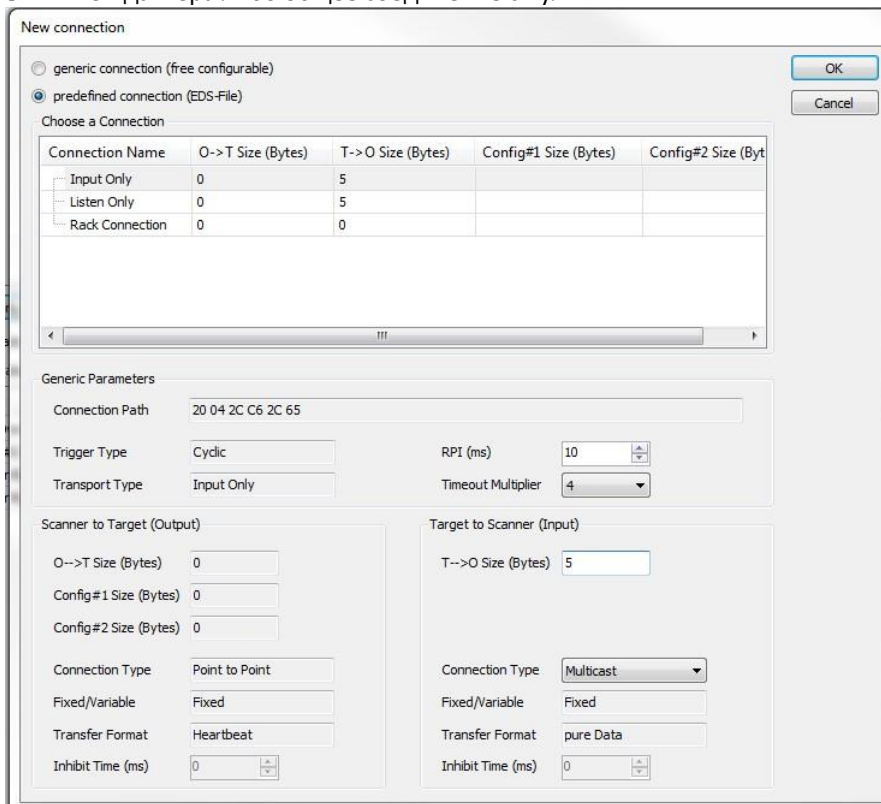 New connection
generic connection (free configurable)
OK
predefined connection (EDS-File)
Cancel
Choose a Connection
Connection Name O->T Size (Bytes) T->O Size (Bytes) Config#1 Size (Bytes) Config#2 Size (Byt
Input Only 0 5
Listen Only 0 5
Rack Connection 0 0
Generic Parameters
Connection Path 20 04 2C C6 2C 65
Trigger Type Cyclic RPI (ms) 10
Transport Type Input Only Timeout Multiplier 4
Scanner to Target (Output) Target to Scanner (Input)
O-->T Size (Bytes) 0 T-->O Size (Bytes) 5
Config#1 Size (Bytes) 0
Config#2 Size (Bytes) 0
Connection Type Point to Point Connection Type Multicast
Fixed/Variable Fixed Fixed/Variable Fixed
Transfer Format Heartbeat Transfer Format pure Data
Inhibit Time (ms) 0 Inhibit Time (ms) 0